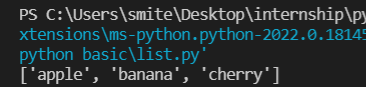 PS C:\Users\smite\Desktop\internship\py
xtensions\ms-python.python-2022.0.18145
python basic\list.py'
['apple', 'banana', 'cherry']